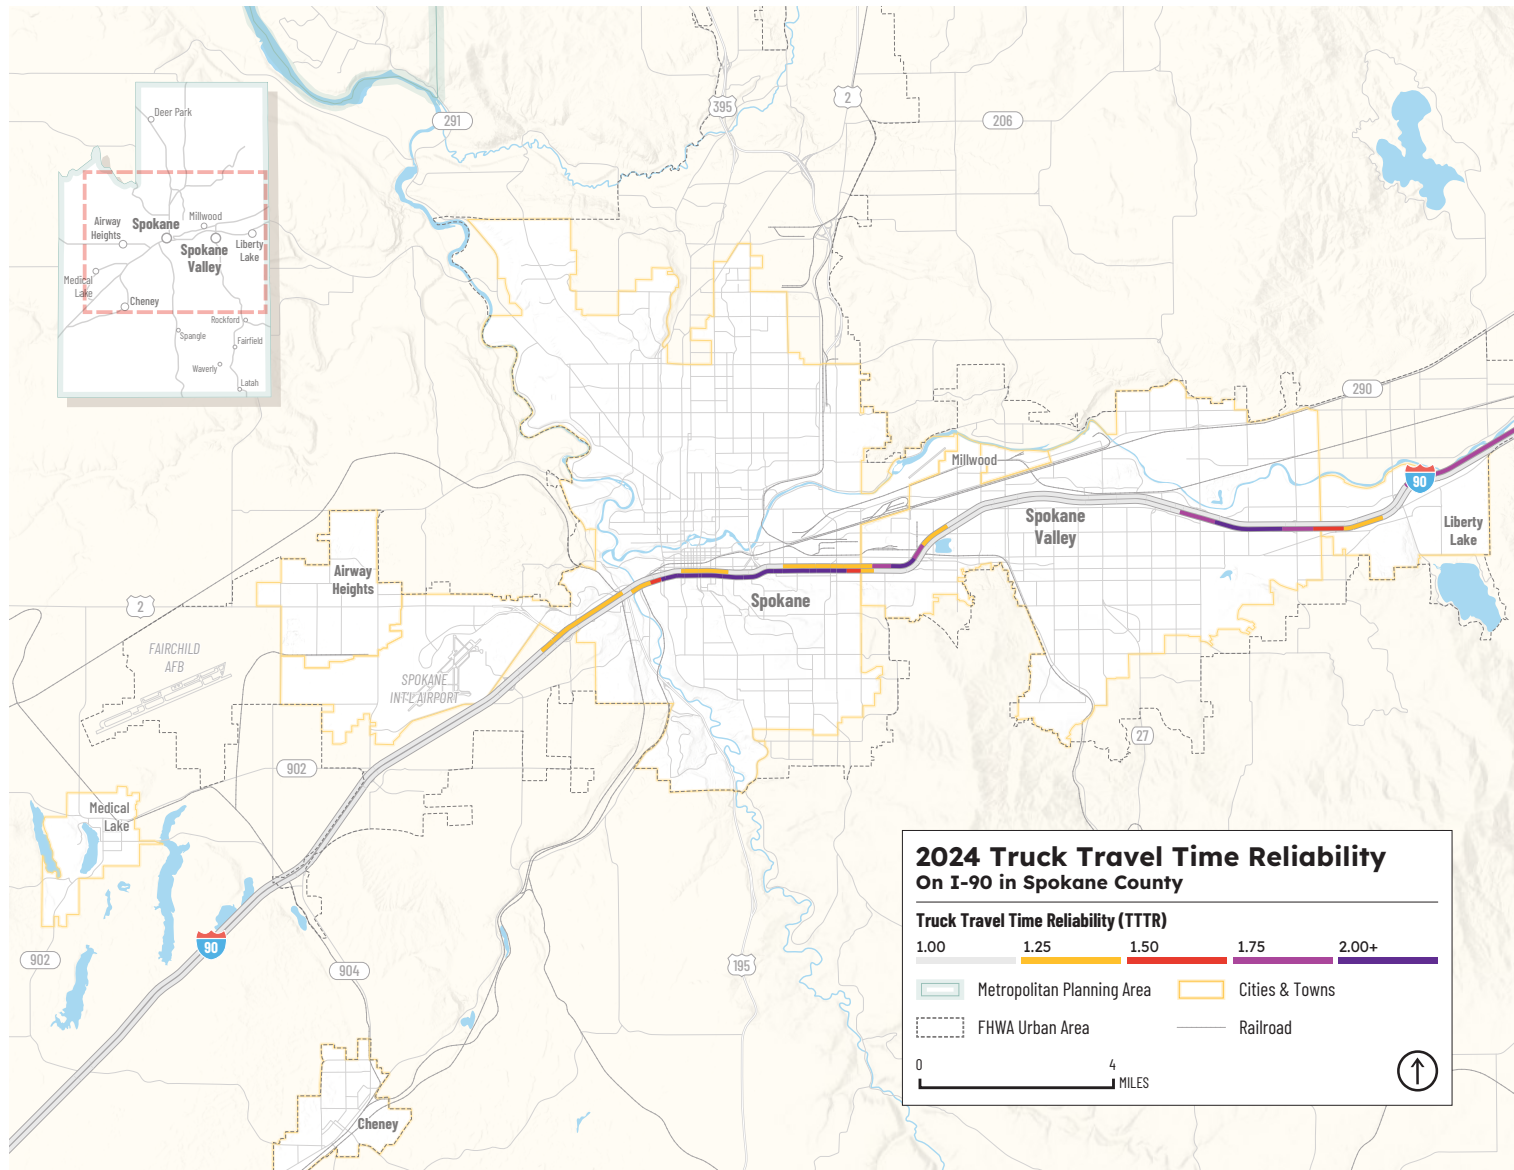 395
2
291
206
Deer Park
Airway
Heights
Spokane
Millwood
Spokane
Valley
Liberty
Lake
Medical
Lake
Cheney
Rockford
Spangle
Fairfield
Waverly
Latah
290
Millwood
90
Spokane
Valley
Liberty
Lake
Airway
Heights
Spokane
2
FAIRCHILD
AFB
SPOKANE
INT'L AIRPORT
27
902
Medical
Lake
90
902
904
195
Cheney
2024 Truck Travel Time Reliability
On I-90 in Spokane County
Truck Travel Time Reliability (TTTR)
1.00 1.25 1.50 1.75 2.00+
Metropolitan Planning Area
Cities & Towns
FHWA Urban Area
Railroad
0 4
MILES